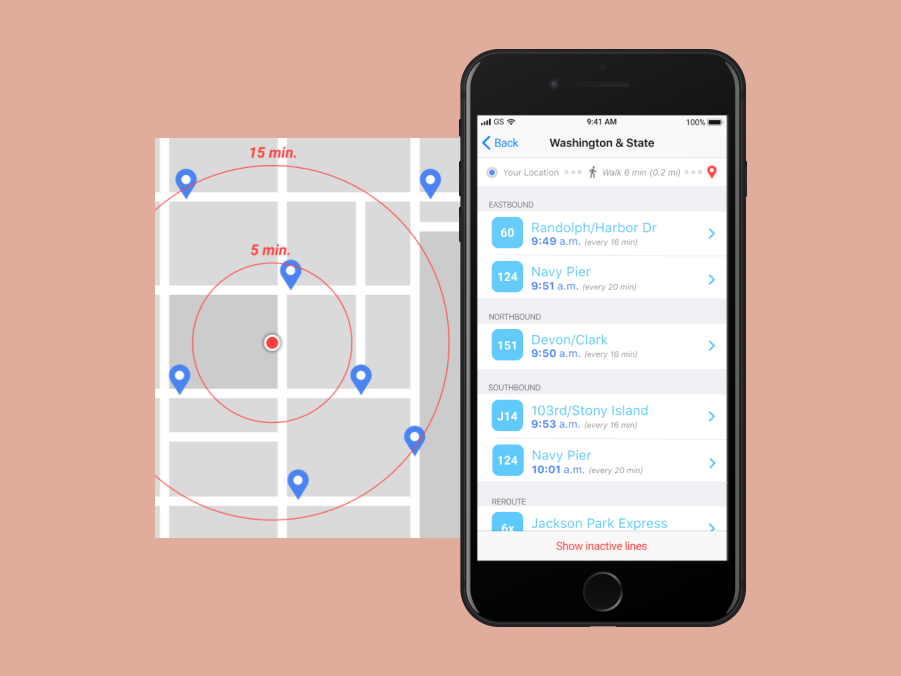 15 min.
5 min.
GS
9:41 AM
100%
Back
Washington & State
Your Location
Walk 6 min (0.2 mi)
EASTBOUND
60
Randolph/Harbor Dr
9:49 a.m. (every 16 min)
124
Navy Pier
9:51 a.m. (every 20 min)
NORTHBOUND
151
Devon/Clark
9:50 a.m. (every 16 min)
SOUTHBOUND
J14
103rd/Stony Island
9:53 a.m. (every 16 min)
124
Navy Pier
10:01 a.m. (every 20 min)
REROUTE
6x
Jackson Park Express
Show inactive lines